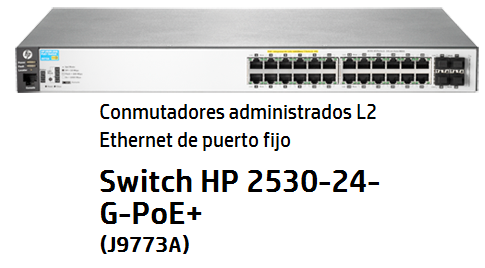 Conmutadores administrados L2
Ethernet de puerto fijo
Switch HP 2530-24-
G-PoE+
(J9773A)